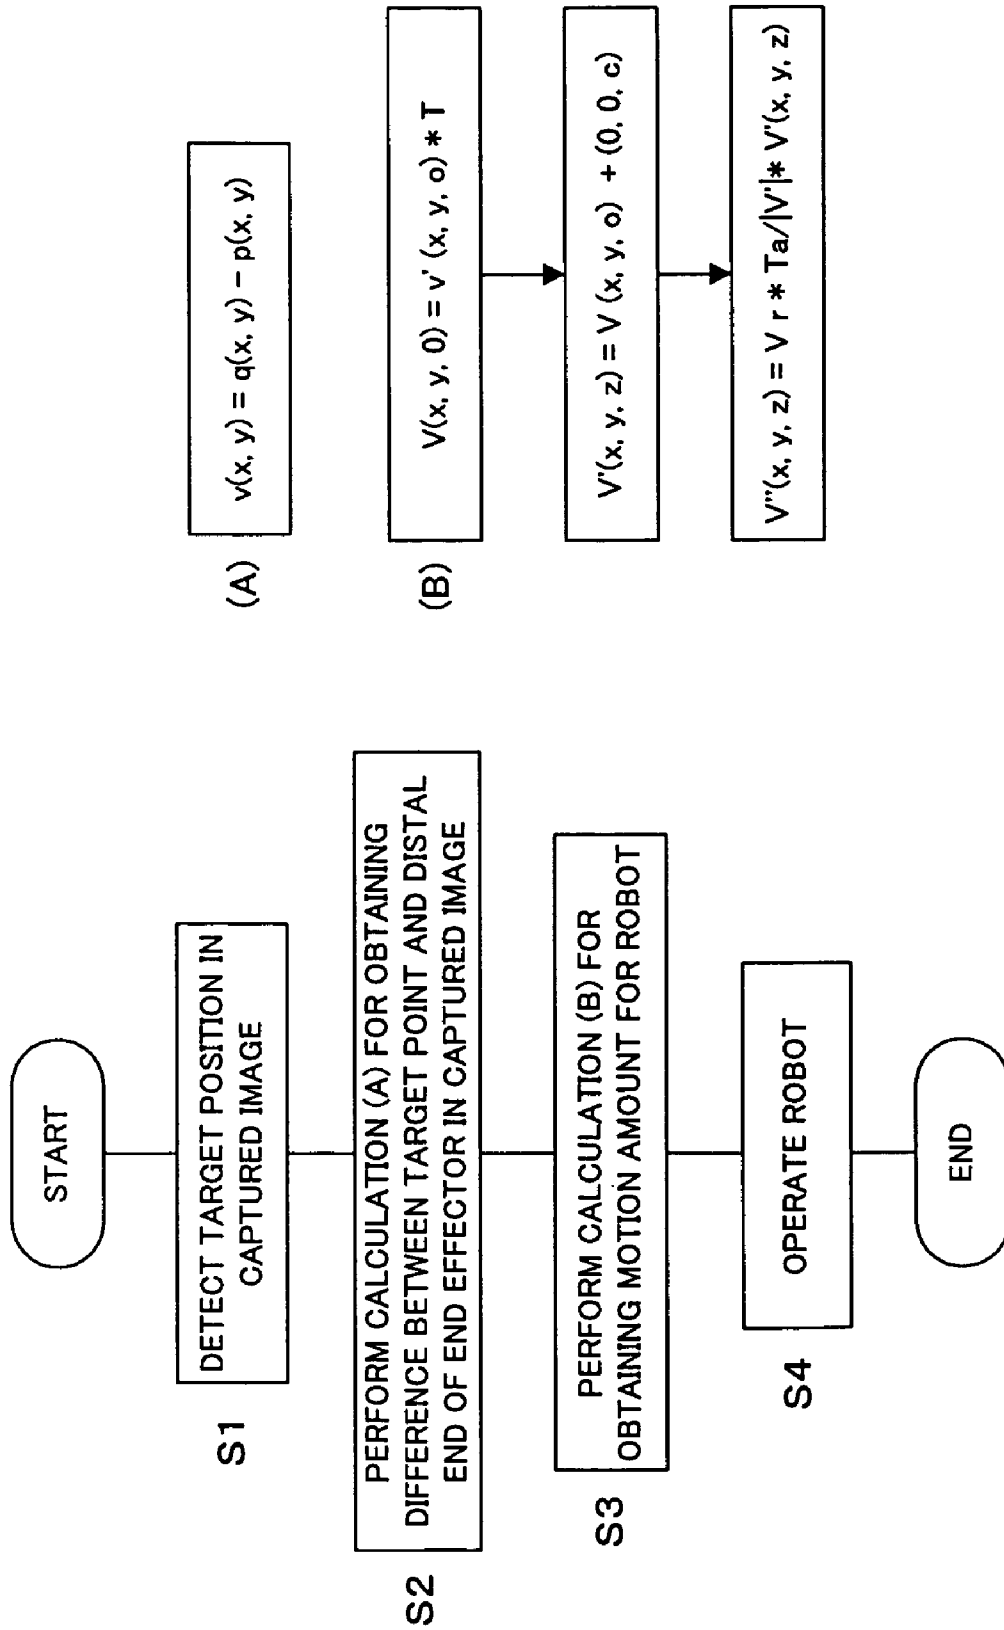 START
S1
DETECT TARGET POSITION IN
CAPTURED IMAGE
S2
PERFORM CALCULATION (A) FOR OBTAINING
DIFFERENCE BETWEEN TARGET POINT AND DISTAL
END OF END EFFECTOR IN CAPTURED IMAGE
S3
PERFORM CALCULATION (B) FOR
OBTAINING MOTION AMOUNT FOR ROBOT
S4
OPERATE ROBOT
END
(A)
v(x, y) = q(x, y) − p(x, y)
(B)
V(x, y, 0) = v' (x, y, o) * T
V'(x, y, z) = V (x, y, o) + (0, 0, c)
V"(x, y, z) = V r * Ta/|V'|* V'(x, y, z)